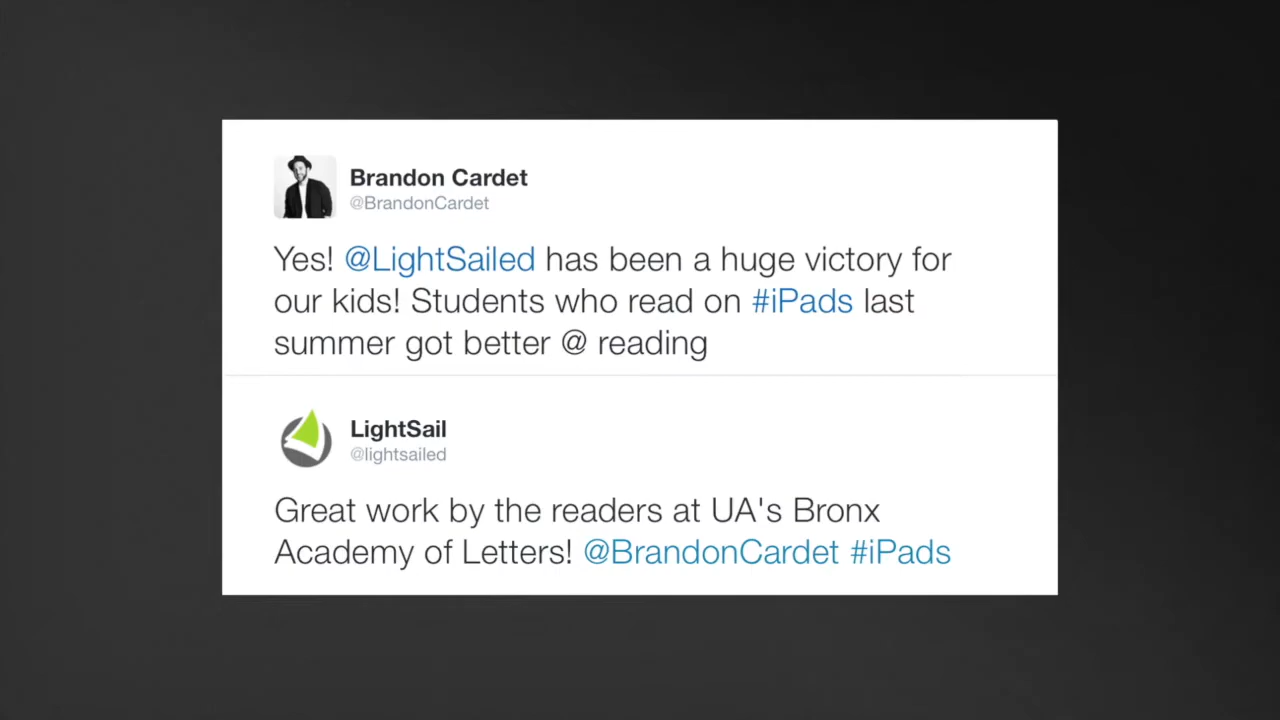 Brandon Cardet
@BrandonCardet
Yes! @LightSailed has been a huge victory for
our kids! Students who read on #iPads last
summer got better @ reading
LightSail
@lightsailed
Great work by the readers at UA's Bronx
Academy of Letters! @BrandonCardet #iPads